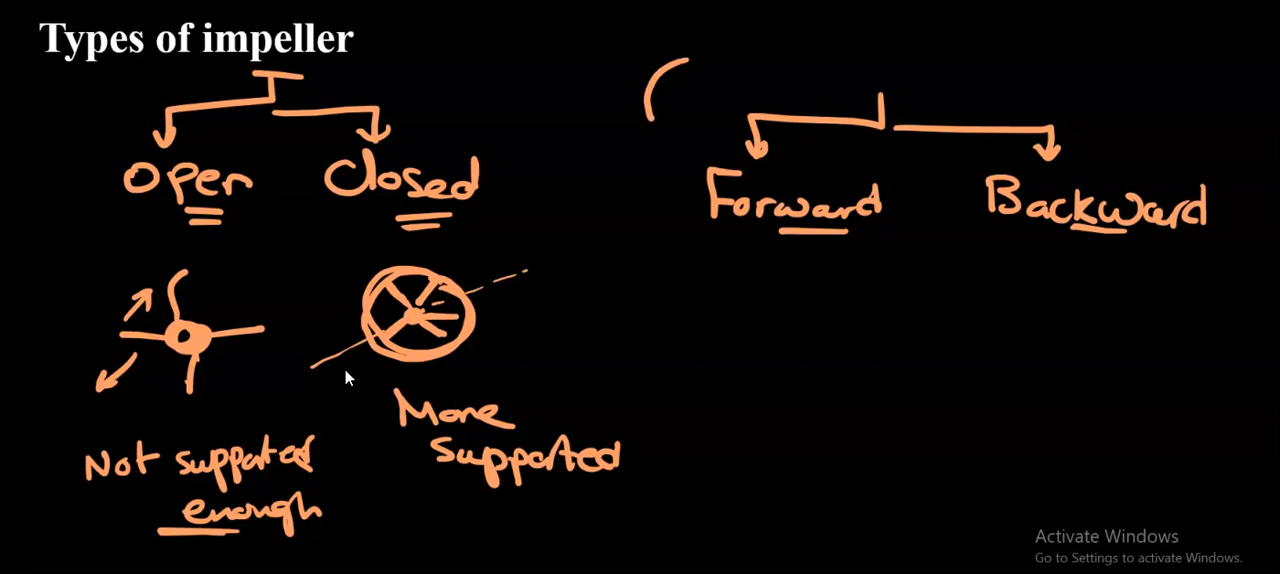 Types of impeller
Open
Closed
Forward
Backward
Not supported
enough
More
Supported
Activate Windows
Go to Settings to activate Windows.